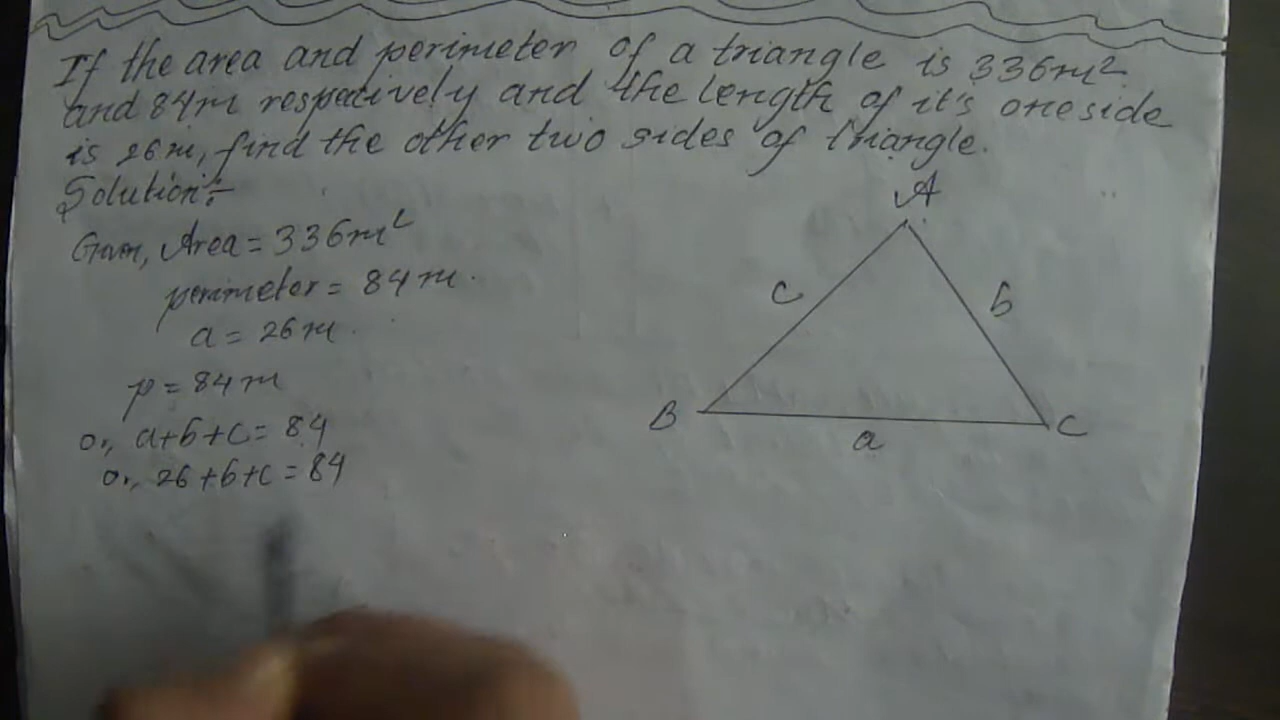 If the area and perimeter of a triangle is 336m²
and 84m respectively and the length of it's one side
is 26m, find the other two sides of triangle.
Solution:-
Given, Area = 336m²
perimeter = 84m.
a = 26m.
p = 84m
or, a+b+c = 84
or, 26+b+c = 84
A
c
b
B
a
C